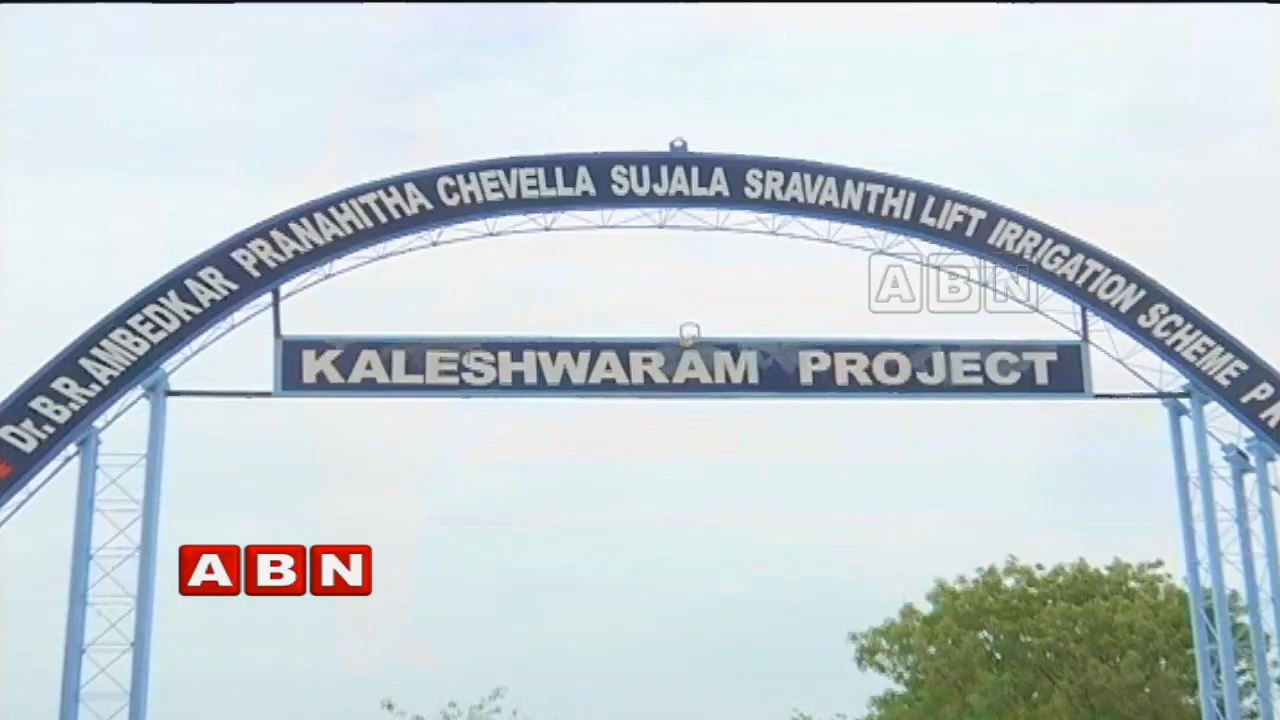 Dr. B.R.AMBEDKAR PRANAHITHA CHEVELLA SUJALA SRAVANTHI LIFT IRRIGATION SCHEME
ABN
KALESHWARAM PROJECT
ABN